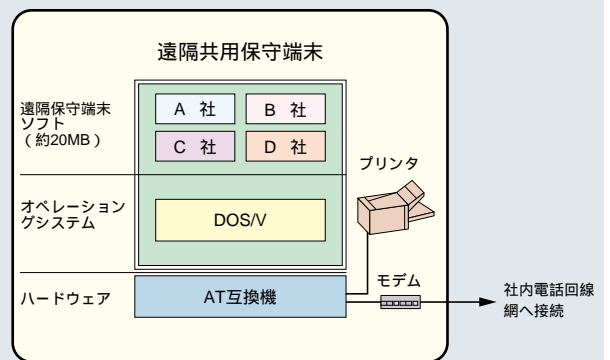 遠隔共用保守端末
遠隔保守端末
ソフト
(約20MB)
A 社
B 社
C 社
D 社
プリンタ
オペレーション
グシステム
DOS/V
ハードウェア
AT互換機
モデム
社内電話回線
網へ接続